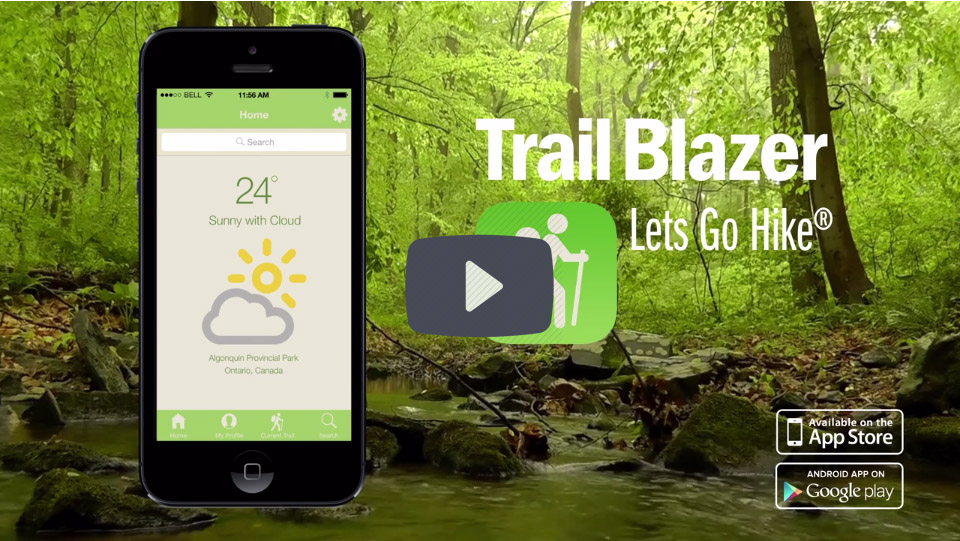 BELL 11:56 AM
Home
Search
24°
Sunny with Cloud
Algonquin Provincial Park
Ontario, Canada
Home My Profile Current Trail Search
Trail Blazer
Lets Go Hike®
Available on the
App Store
ANDROID APP ON
Google play